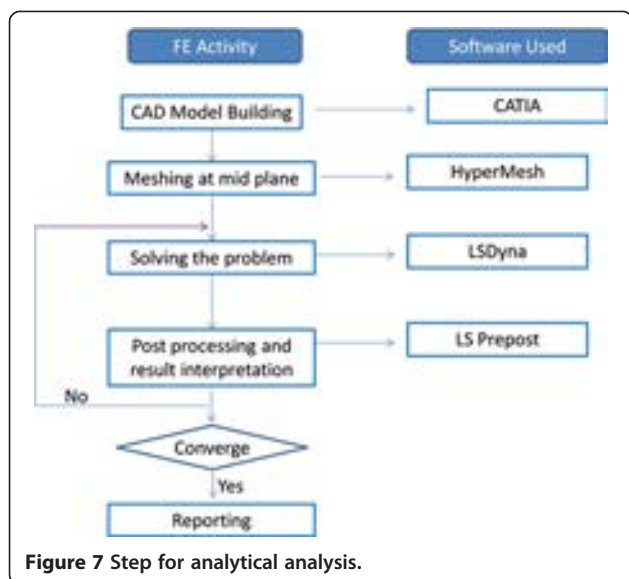 FE Activity
Software Used
CAD Model Building
CATIA
Meshing at mid plane
HyperMesh
Solving the problem
LSDyna
Post processing and
result interpretation
LS Prepost
No
Converge
Yes
Reporting
Figure 7 Step for analytical analysis.